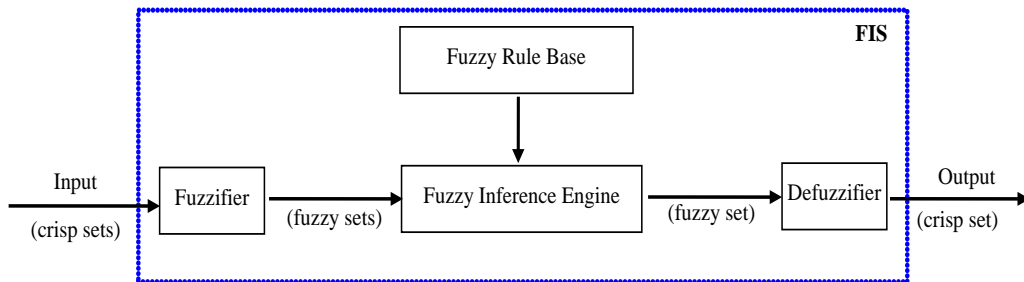 FIS
Fuzzy Rule Base
Input
(crisp sets)
Fuzzifier
(fuzzy sets)
Fuzzy Inference Engine
(fuzzy set)
Defuzzifier
Output
(crisp set)